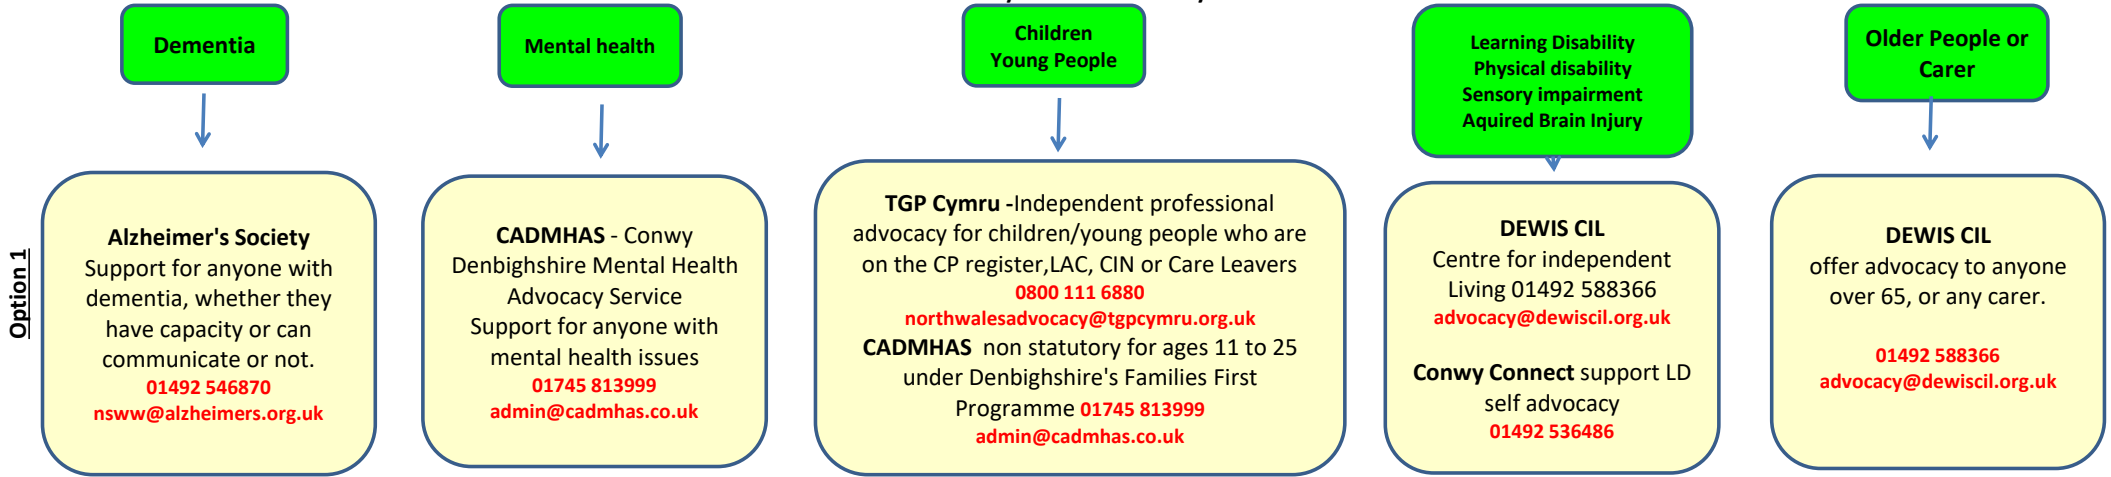 Dementia
Mental health
Children
Young People
Learning Disability
Physical disability
Sensory impairment
Aquired Brain Injury
Older People or
Carer
Option 1
Alzheimer's Society
Support for anyone with
dementia, whether they
have capacity or can
communicate or not.
01492 546870
nsww@alzheimers.org.uk
CADMHAS - Conwy
Denbighshire Mental Health
Advocacy Service
Support for anyone with
mental health issues
01745 813999
admin@cadmhas.co.uk
TGP Cymru -Independent professional
advocacy for children/young people who are
on the CP register,LAC, CIN or Care Leavers
0800 111 6880
northwalesadvocacy@tgpcymru.org.uk
CADMHAS non statutory for ages 11 to 25
under Denbighshire's Families First
Programme 01745 813999
admin@cadmhas.co.uk
DEWIS CIL
Centre for independent
Living 01492 588366
advocacy@dewiscil.org.uk
Conwy Connect support LD
self advocacy
01492 536486
DEWIS CIL
offer advocacy to anyone
over 65, or any carer.
01492 588366
advocacy@dewiscil.org.uk